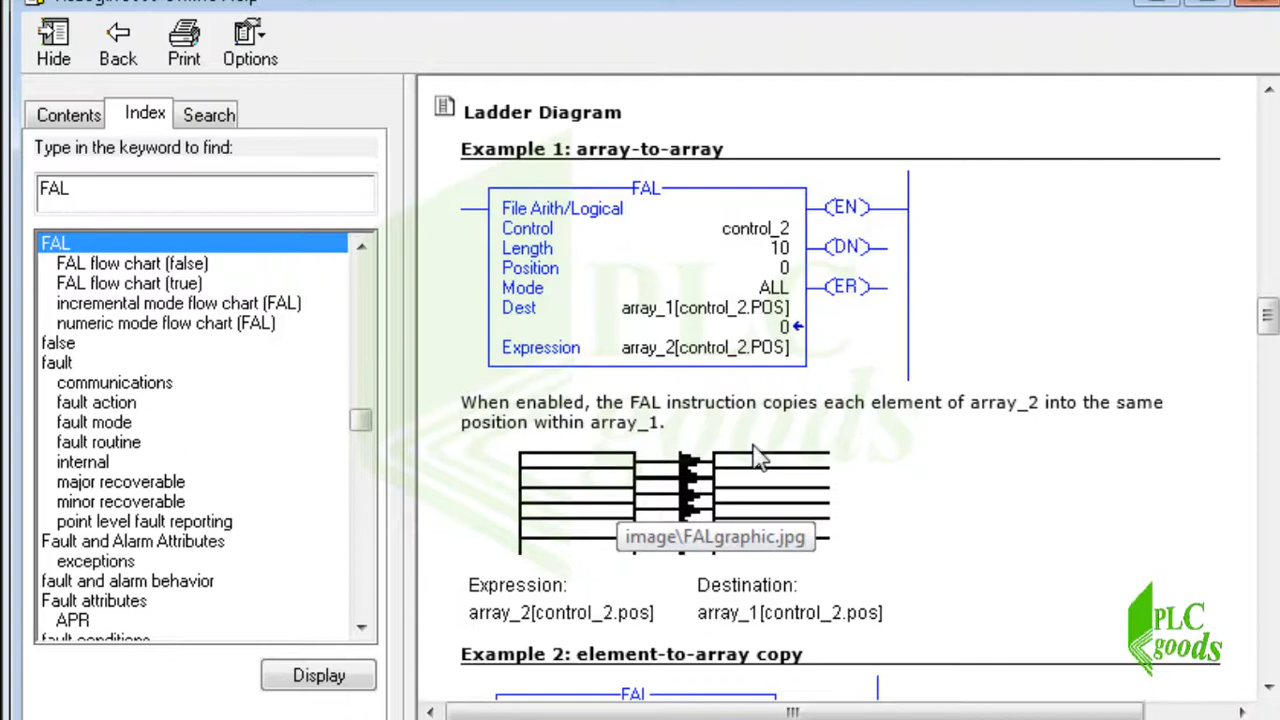 Hide
Back
Print
Options
Contents
Index
Search
Type in the keyword to find:
FAL
FAL
FAL flow chart (false)
FAL flow chart (true)
incremental mode flow chart (FAL)
numeric mode flow chart (FAL)
false
fault
communications
fault action
fault mode
fault routine
internal
major recoverable
minor recoverable
point level fault reporting
Fault and Alarm Attributes
exceptions
fault and alarm behavior
Fault attributes
APR
fault conditions
Display
Ladder Diagram
Example 1: array-to-array
FAL
File Arith/Logical
Control control_2
Length 10
Position 0
Mode ALL
Dest array_1[control_2.POS]
0
Expression array_2[control_2.POS]
EN
DN
ER
When enabled, the FAL instruction copies each element of array_2 into the same
position within array_1.
image\FALgraphic.jpg
Expression: Destination:
array_2[control_2.pos] array_1[control_2.pos]
Example 2: element-to-array copy
FAL
PLC
goods
PLC
goods